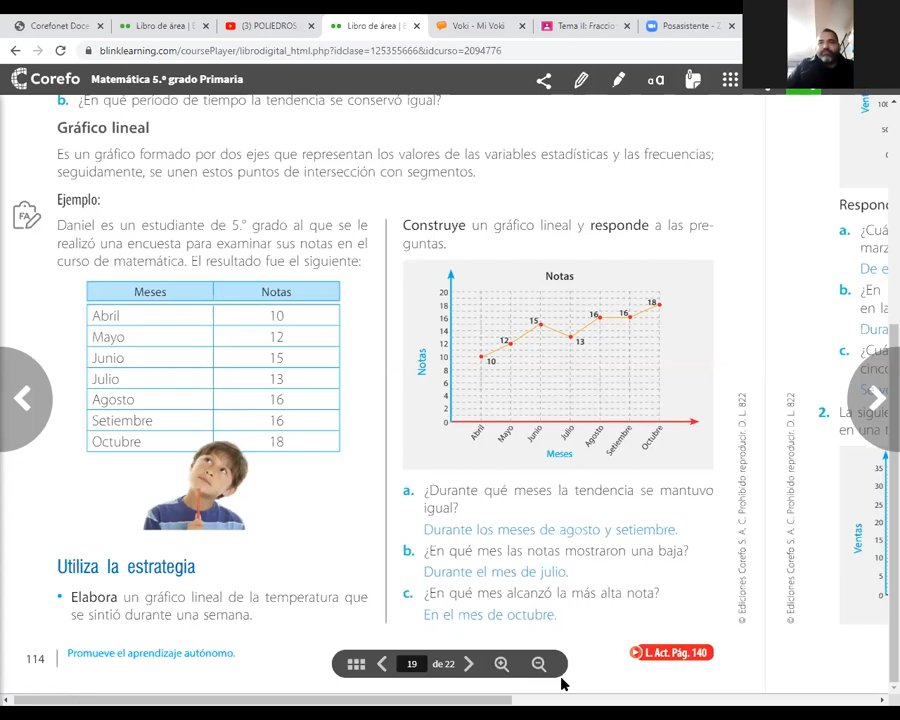 Corefonet Doce
Libro de área | E
(3) POLIEDROS
Libro de área | E
Voki - Mi Voki
Tema il: Fraccio
Posasistente - Z
blinklearning.com/coursePlayer/librodigital_html.php?idclase=125355666&idcurso=2094776
Corefo Matemática 5.º grado Primaria
aA
b. ¿En qué período de tiempo la tendencia se conservó igual?
Gráfico lineal
Es un gráfico formado por dos ejes que representan los valores de las variables estadísticas y las frecuencias;
seguidamente, se unen estos puntos de intersección con segmentos.
Ejemplo:
FA
Daniel es un estudiante de 5.° grado al que se le
realizó una encuesta para examinar sus notas en el
curso de matemática. El resultado fue el siguiente:
Meses Notas
Abril 10
Mayo 12
Junio 15
Julio 13
Agosto 16
Setiembre 16
Octubre 18
Utiliza la estrategia
• Elabora un gráfico lineal de la temperatura que
se sintió durante una semana.
114
Promueve el aprendizaje autónomo.
Construye un gráfico lineal y responde a las pre-
guntas.
Notas
20
18
16
14
12
10
8
6
4
2
0
Notas
10
12
15
13
16
16
18
Abril
Mayo
Junio
Julio
Agosto
Setiembre
Octubre
Meses
a. ¿Durante qué meses la tendencia se mantuvo
igual?
Durante los meses de agosto y setiembre.
b. ¿En qué mes las notas mostraron una baja?
Durante el mes de julio.
c. ¿En qué mes alcanzó la más alta nota?
En el mes de octubre.
L. Act. Pág. 140
19 de 22
© Ediciones Corefo S. A. C. Prohibido reproducir. D. L. 822
© Ediciones Corefo S. A. C. Prohibido reproducir. D. L. 822
Ven
100
50
0
Respond
a. ¿Cuá
marz
De e
b. ¿En
en la
Dura
c. ¿Cuá
cinco
Se ve
2. La sigui
en una t
Ventas
35
30
25
20
15
10
5
0